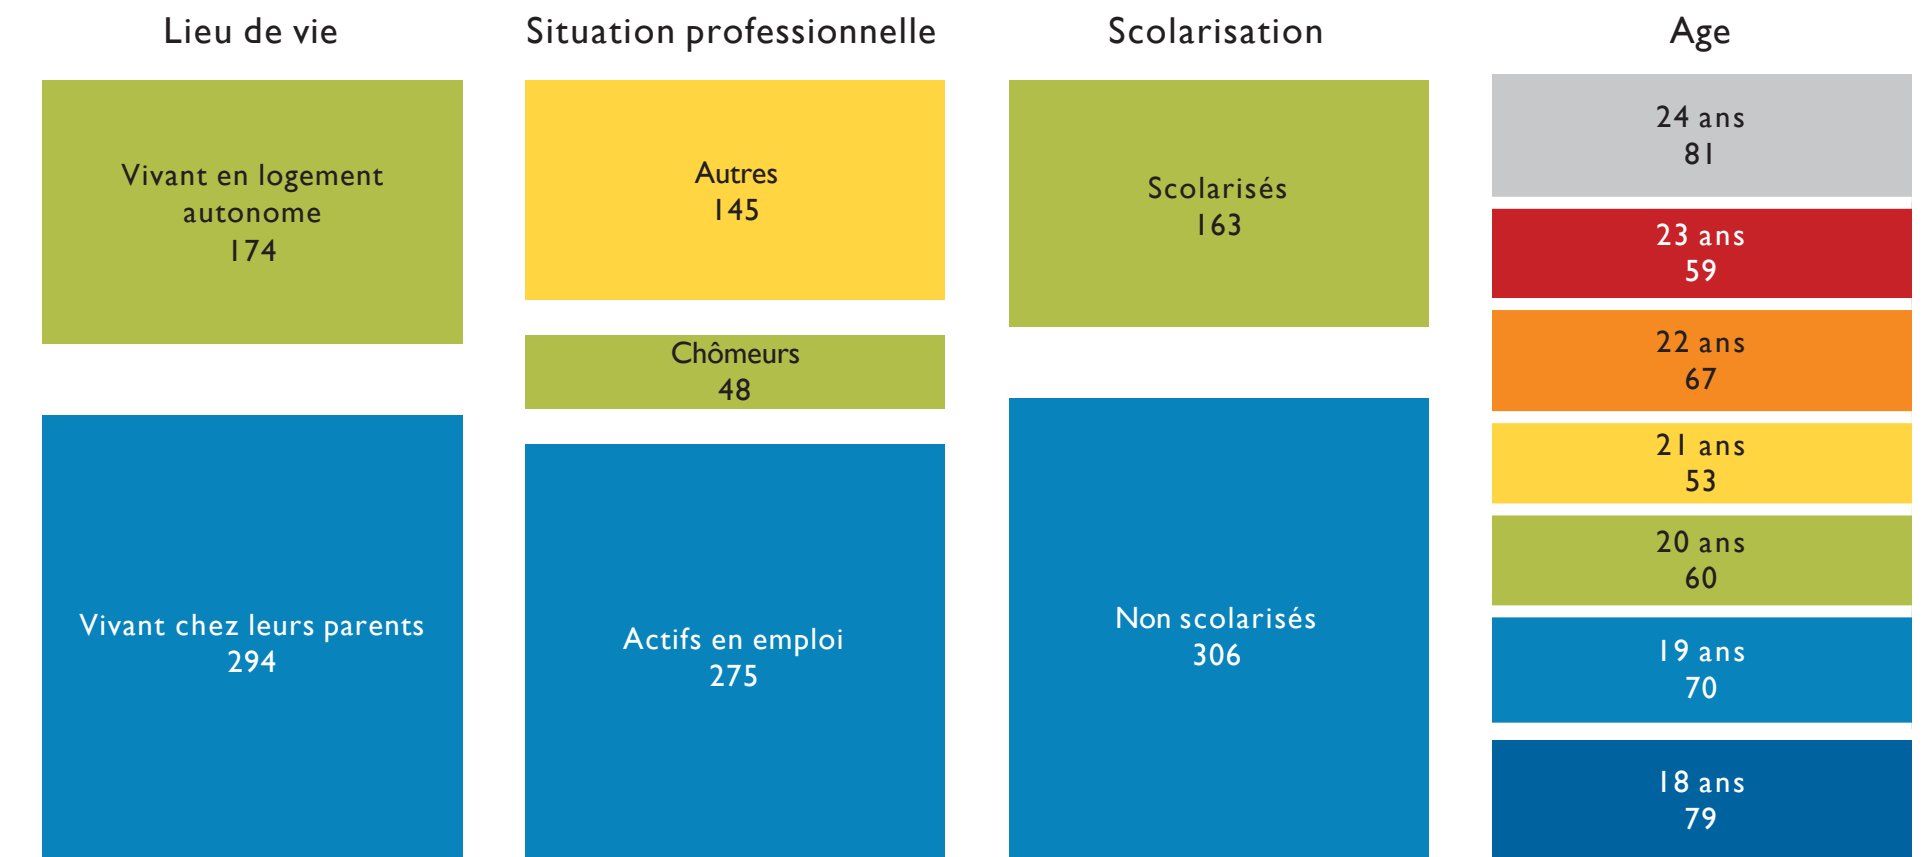 Lieu de vie
Vivant en logement
autonome
174
Vivant chez leurs parents
294
Situation professionnelle
Autres
145
Chômeurs
48
Actifs en emploi
275
Scolarisation
Scolarisés
163
Non scolarisés
306
Age
24 ans
81
23 ans
59
22 ans
67
21 ans
53
20 ans
60
19 ans
70
18 ans
79